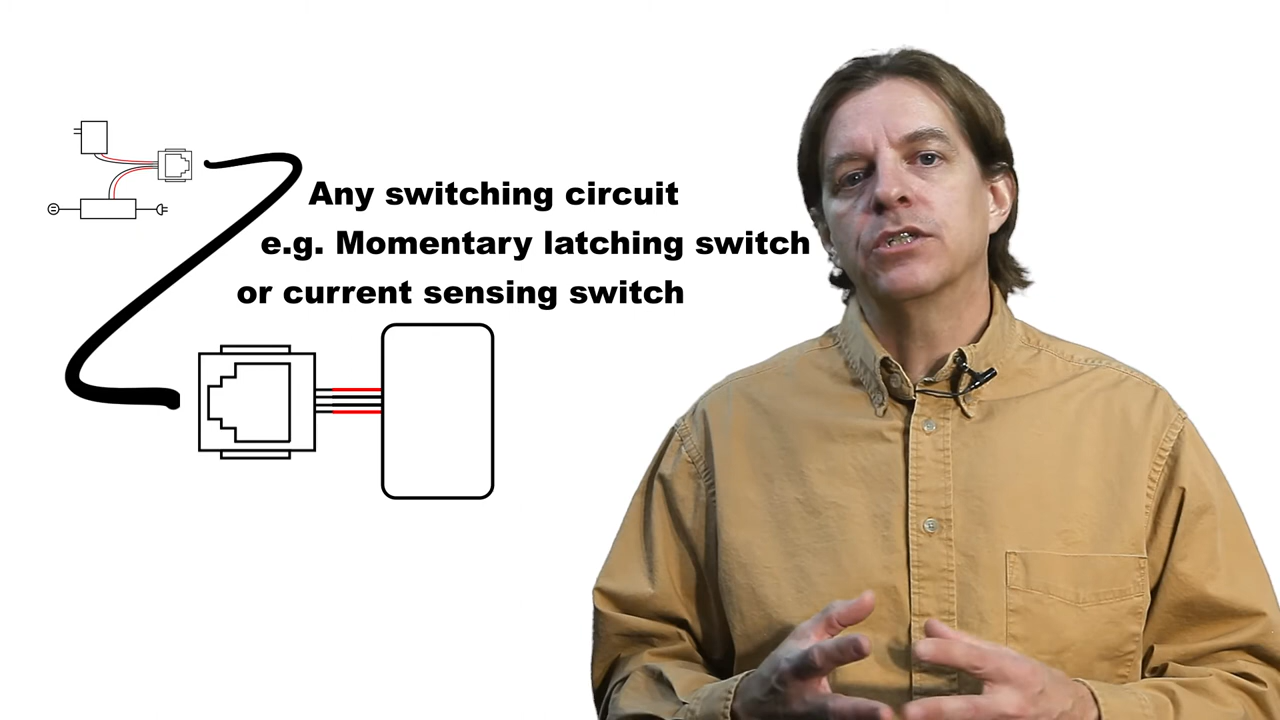 Any switching circuit
e.g. Momentary latching switch
or current sensing switch